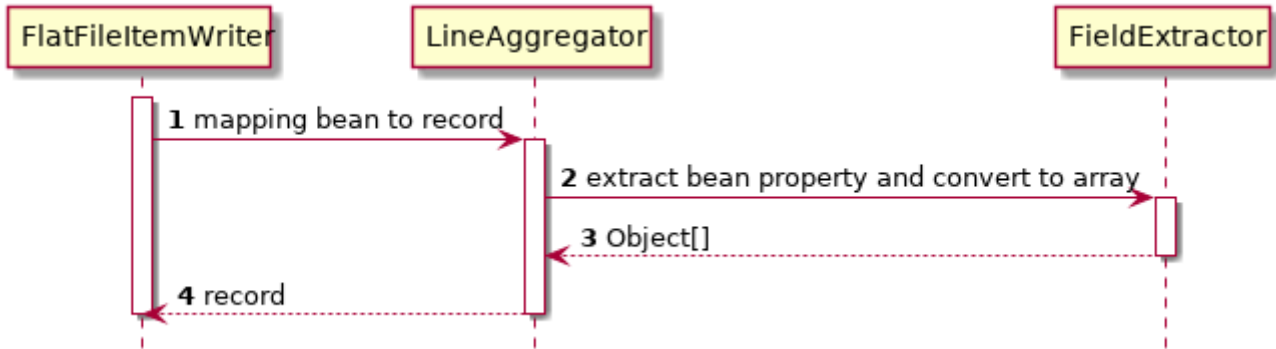 FlatFileItemWriter
LineAggregator
FieldExtractor
1 mapping bean to record
2 extract bean property and convert to array
3 Object[]
4 record